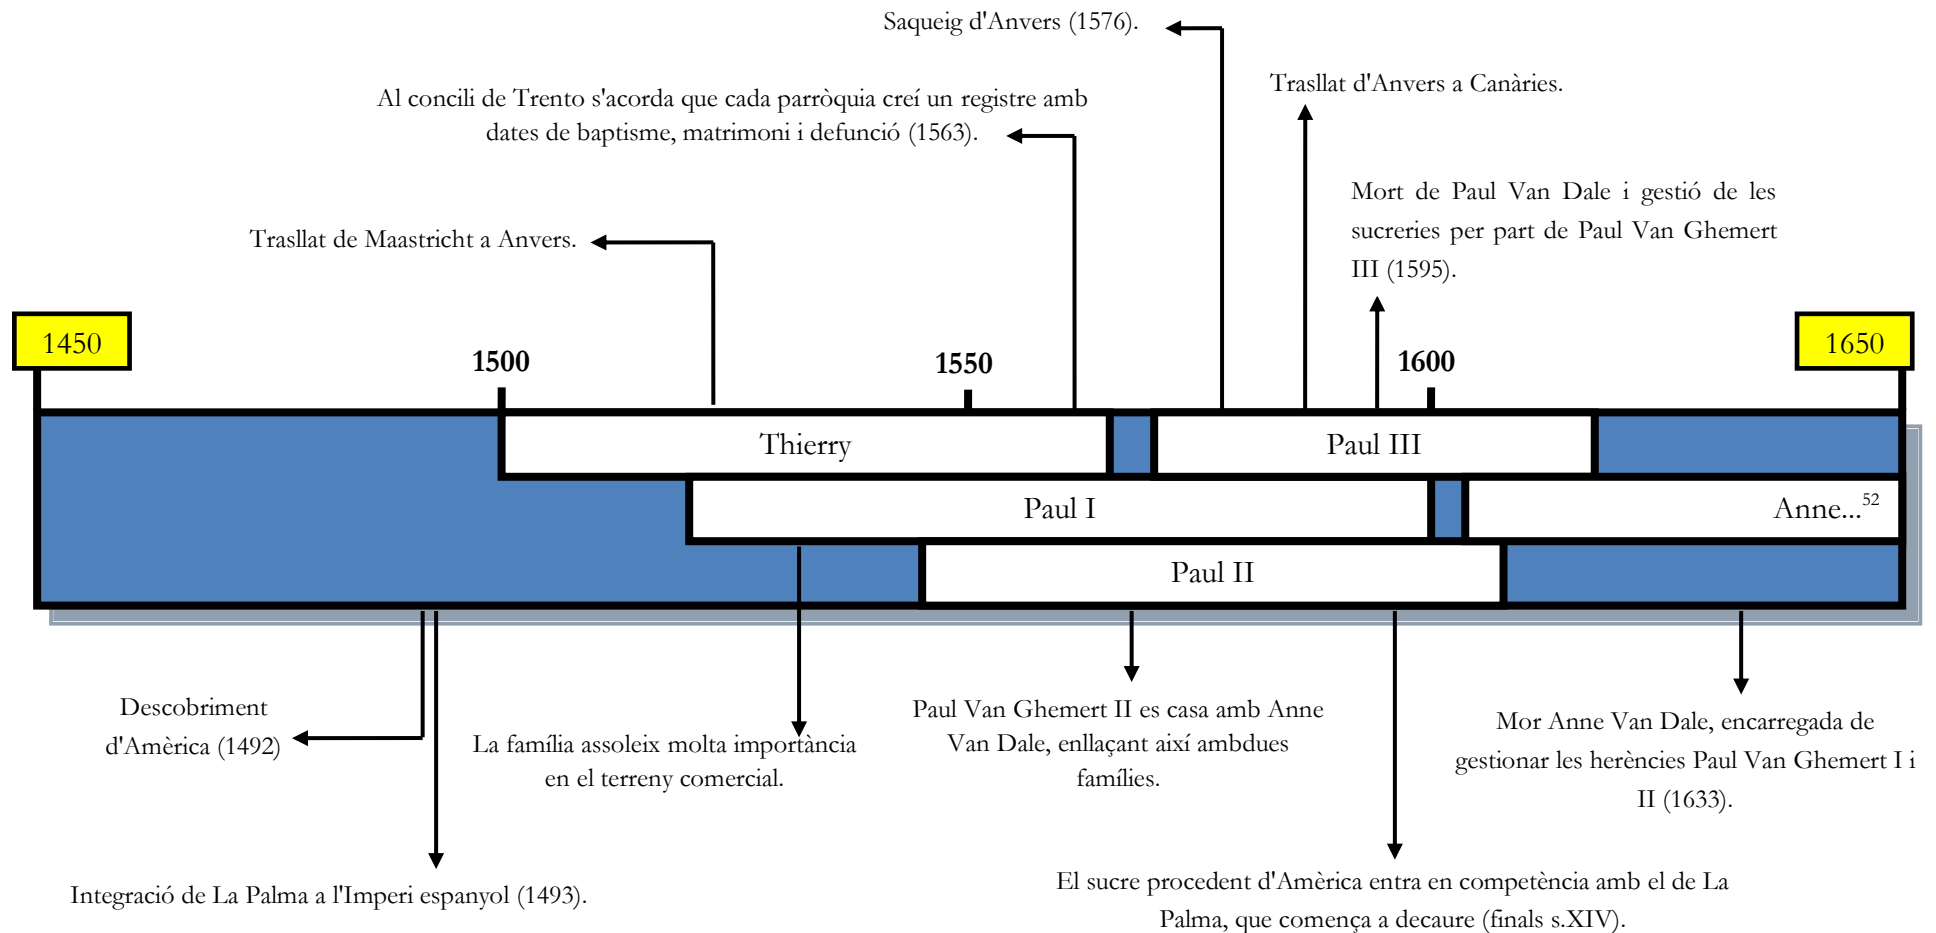 Saqueig d'Anvers (1576).
Trasllat d'Anvers a Canàries.
Al concili de Trento s'acorda que cada parròquia creí un registre amb
dates de baptisme, matrimoni i defunció (1563).
Mort de Paul Van Dale i gestió de les
sucreries per part de Paul Van Ghemert
III (1595).
Trasllat de Maastricht a Anvers.
1450
1500
1550
1600
1650
Thierry
Paul III
Paul I
Anne...52
Paul II
Descobriment
d'Amèrica (1492)
La família assoleix molta importància
en el terreny comercial.
Paul Van Ghemert II es casa amb Anne
Van Dale, enllaçant així ambdues
famílies.
Mor Anne Van Dale, encarregada de
gestionar les herències Paul Van Ghemert I i
II (1633).
Integració de La Palma a l'Imperi espanyol (1493).
El sucre procedent d'Amèrica entra en competència amb el de La
Palma, que comença a decaure (finals s.XIV).